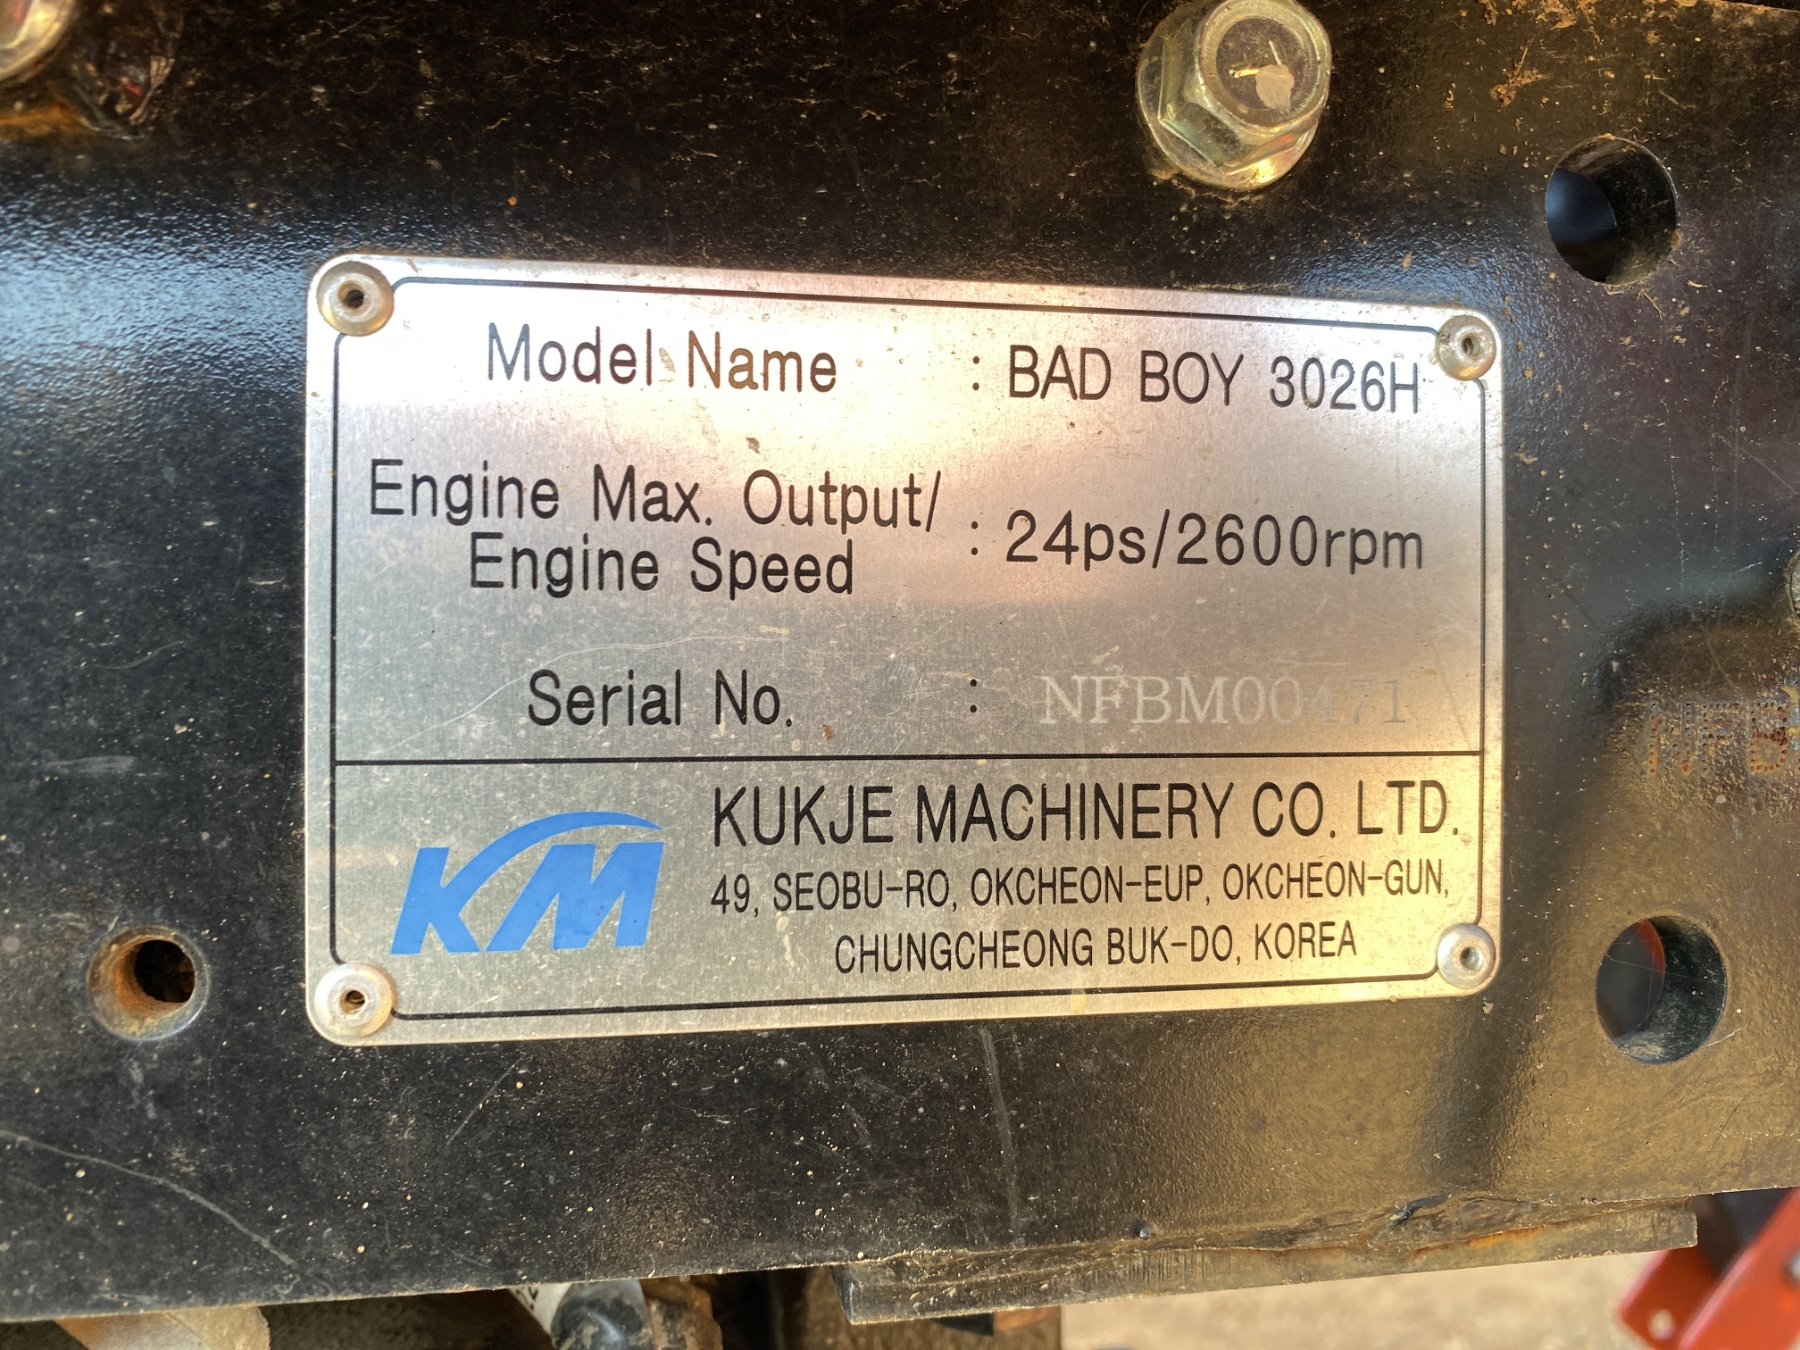 Model Name : BAD BOY 3026H
Engine Max. Output/
Engine Speed : 24ps/2600rpm
Serial No. : NFBM00471
KM
KUKJE MACHINERY CO. LTD.
49, SEOBU-RO, OKCHEON-EUP, OKCHEON-GUN,
CHUNGCHEONG BUK-DO, KOREA
NFB